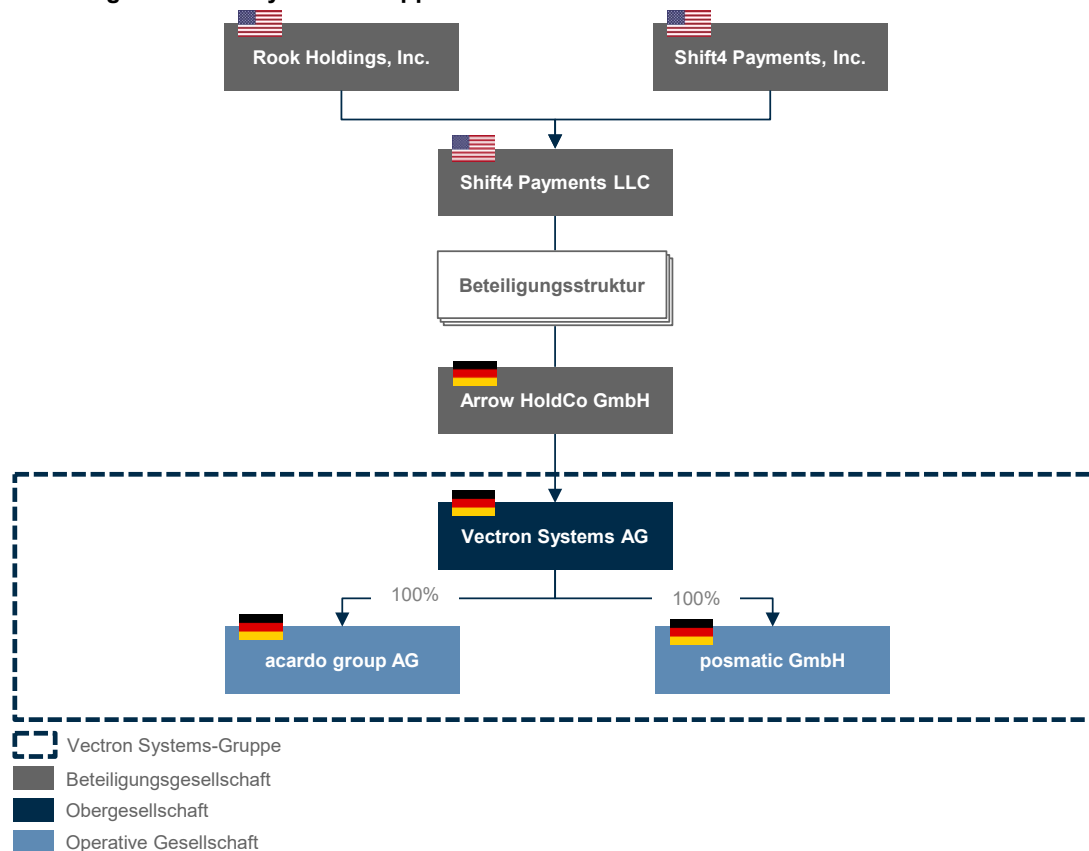 Rook Holdings, Inc.
Shift4 Payments, Inc.
Shift4 Payments LLC
Beteiligungsstruktur
Arrow HoldCo GmbH
Vectron Systems AG
100%
100%
acardo group AG
posmatic GmbH
Vectron Systems-Gruppe
Beteiligungsgesellschaft
Obergesellschaft
Operative Gesellschaft